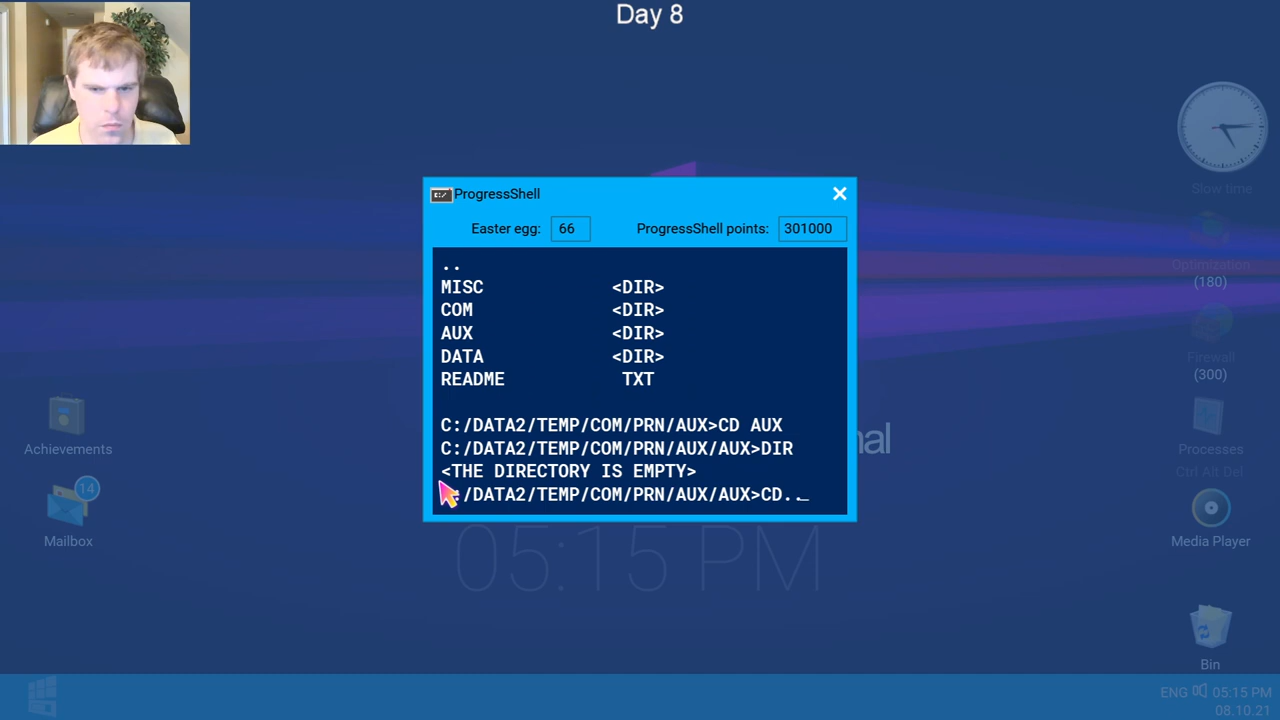 Day 8
ProgressShell
Easter egg: 66 ProgressShell points: 301000
..
MISC <DIR>
COM <DIR>
AUX <DIR>
DATA <DIR>
README TXT
C:/DATA2/TEMP/COM/PRN/AUX>CD AUX
C:/DATA2/TEMP/COM/PRN/AUX/AUX>DIR
<THE DIRECTORY IS EMPTY>
:/DATA2/TEMP/COM/PRN/AUX/AUX>CD.._
nal
05:15 PM
Achievements
14
Mailbox
Slow time
Optimization
(180)
Firewall
(300)
Processes
Ctrl Alt Del
Media Player
Bin
ENG 05:15 PM
08.10.21